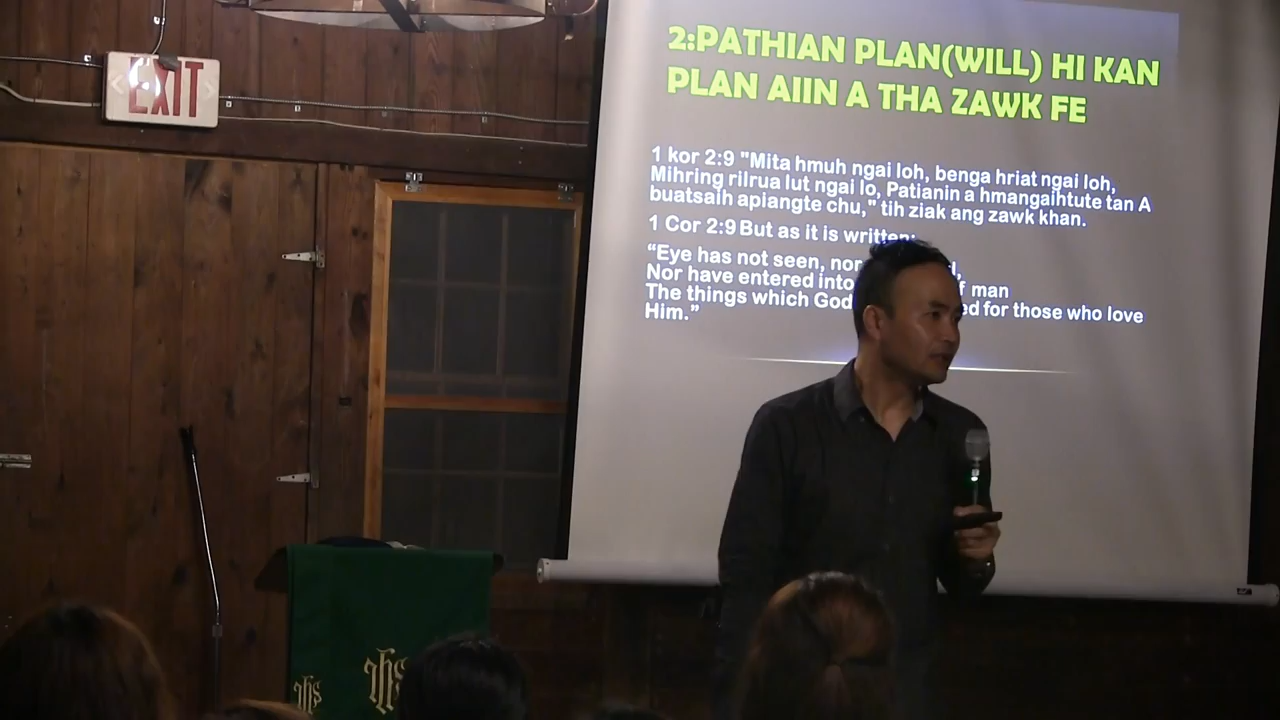 EXIT
2:PATHIAN PLAN(WILL) HI KAN
PLAN AIIN A THA ZAWK FE
1 kor 2:9 "Mita hmuh ngai loh, benga hriat ngai loh,
Mihring rilrua lut ngai lo, Patianin a hmangaihtute tan A
buatsaih apiangte chu," tih ziak ang zawk khan.
1 Cor 2:9 But as it is written:
“Eye has not seen, nor
Nor have entered into man
The things which God for those who love
Him.”
IHS
IHS